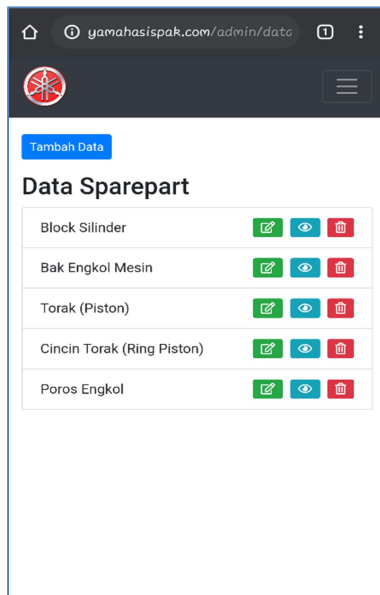 yamahasispak.com/admin/data
1
Tambah Data
Data Sparepart
Block Silinder
Bak Engkol Mesin
Torak (Piston)
Cincin Torak (Ring Piston)
Poros Engkol